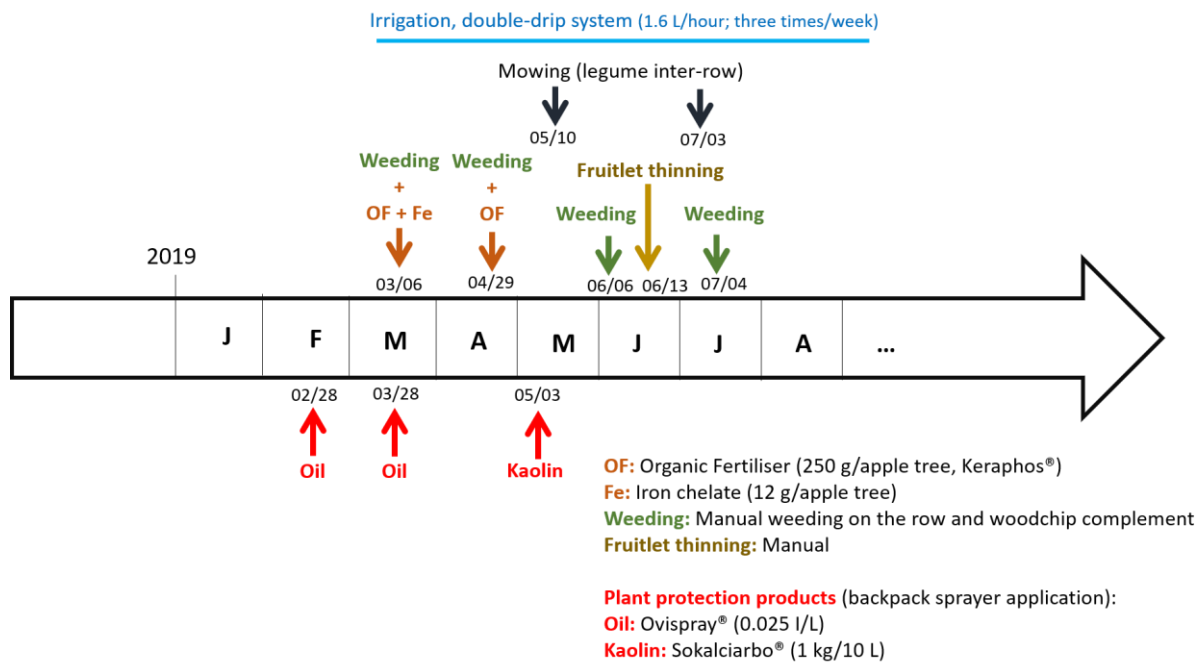 Irrigation, double-drip system (1.6 L/hour; three times/week)
Mowing (legume inter-row)
05/10 07/03
Weeding Weeding
+ +
OF + Fe OF
Fruitlet thinning
Weeding Weeding
2019
03/06 04/29 06/06 06/13 07/04
J F M A M J J A ...
02/28 03/28 05/03
Oil Oil Kaolin
OF: Organic Fertiliser (250 g/apple tree, Keraphos®)
Fe: Iron chelate (12 g/apple tree)
Weeding: Manual weeding on the row and woodchip complement
Fruitlet thinning: Manual
Plant protection products (backpack sprayer application):
Oil: Ovispray® (0.025 l/L)
Kaolin: Sokalciarbo® (1 kg/10 L)